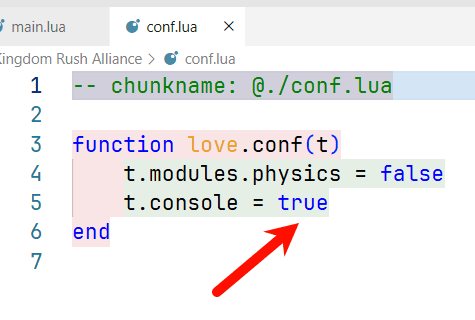 main.lua
conf.lua
Kingdom Rush Alliance > conf.lua
1 -- chunkname: @./conf.lua
2
3 function love.conf(t)
4     t.modules.physics = false
5     t.console = true
6 end
7